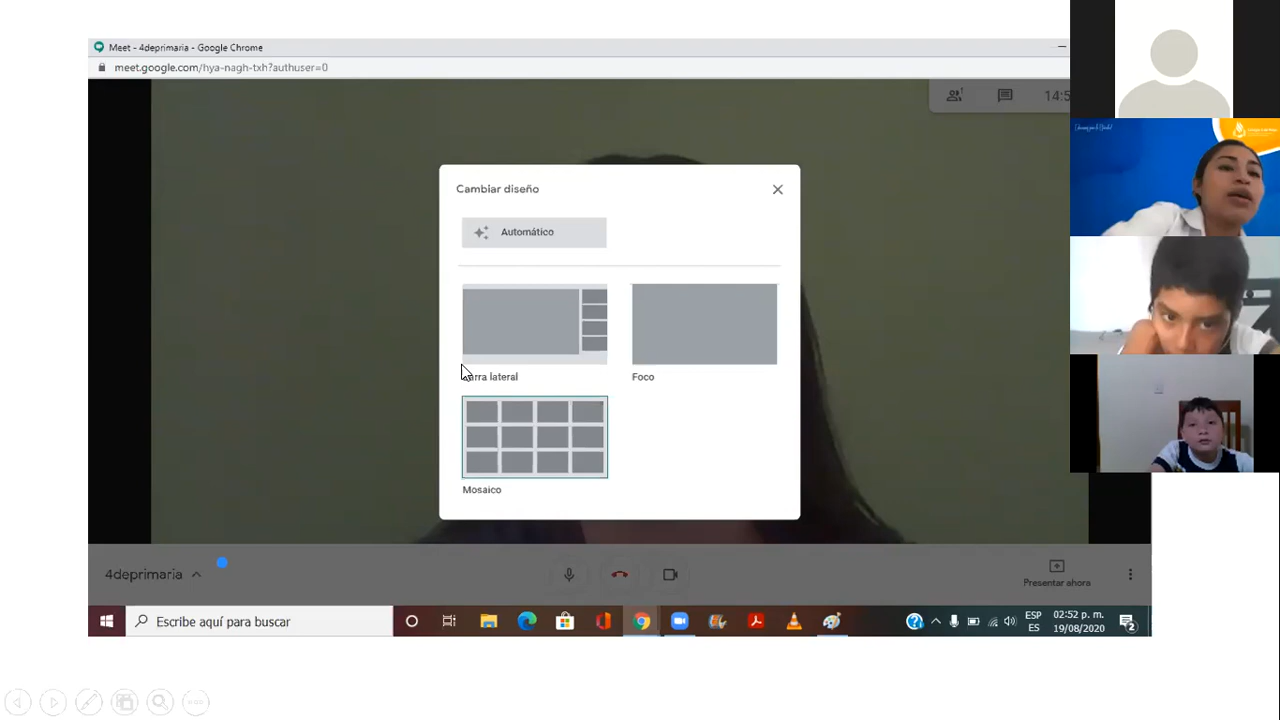 Meet - 4deprimaria - Google Chrome
meet.google.com/hya-nagh-txh?authuser=0
14:5
Cambiar diseño
Automático
rra lateral
Foco
Mosaico
4deprimaria
Presentar ahora
Escribe aquí para buscar
ESP
ES
02:52 p. m.
19/08/2020
2